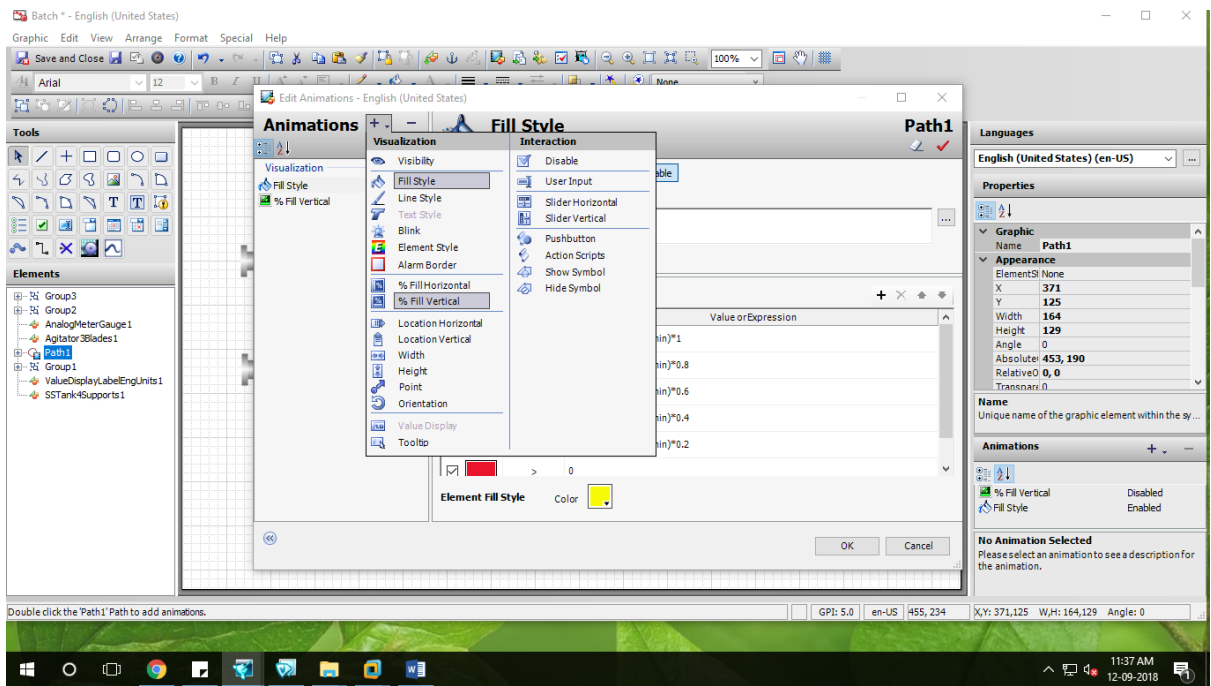 Batch * - English (United States)
Graphic Edit View Arrange Format Special Help
Save and Close
100%
Arial
12
B I U
None
Edit Animations - English (United States)
Animations
Fill Style
Path1
Visualization
Fill Style
% Fill Vertical
Visualization
Visibility
Fill Style
Line Style
Text Style
Blink
Element Style
Alarm Border
% Fill Horizontal
% Fill Vertical
Location Horizontal
Location Vertical
Width
Height
Point
Orientation
Value Display
Tooltip
Interaction
Disable
User Input
Slider Horizontal
Slider Vertical
Pushbutton
Action Scripts
Show Symbol
Hide Symbol
Value or Expression
in)*1
in)*0.8
in)*0.6
in)*0.4
in)*0.2
> 0
Element Fill Style Color
OK
Cancel
Tools
Elements
Group3
Group2
AnalogMeterGauge1
Agitator3Blades1
Path1
Group1
ValueDisplayLabelEngUnits1
SSTank4Supports1
Languages
English (United States) (en-US)
...
Properties
Graphic
Name Path1
Appearance
ElementSt None
X 371
Y 125
Width 164
Height 129
Angle 0
Absolute 453, 190
RelativeO 0, 0
Transpare 0
Name
Unique name of the graphic element within the sy...
Animations
% Fill Vertical Disabled
Fill Style Enabled
No Animation Selected
Please select an animation to see a description for
the animation.
Double click the 'Path1' Path to add animations.
GPI: 5.0
en-US
455, 234
X,Y: 371,125 W,H: 164,129 Angle: 0
11:37 AM
12-09-2018